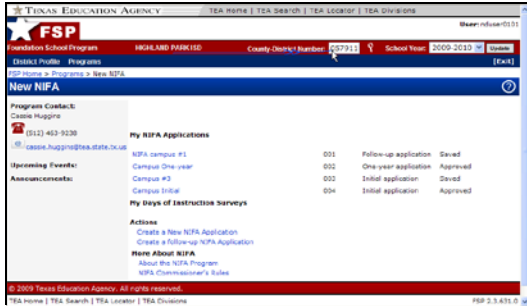 TEXAS EDUCATION AGENCY TEA Home | TEA Search | TEA Locator | TEA Divisions
FSP User: rduser0101
Foundation School Program HIGHLAND PARK ISD County-District Number: 057911 School Year: 2009-2010 Update
District Profile Programs [Exit]
FSP Home > Programs > New NIFA
New NIFA
Program Contact:
Cassie Huggins
(512) 463-9238
cassie.huggins@tea.state.tx.us
Upcoming Events:
Announcements:
My NIFA Applications
NIFA campus #1 001 Follow-up application Saved
Campus One-year 002 One-year application Approved
Campus #3 003 Initial application Saved
Campus Initial 004 Initial application Approved
My Days of Instruction Surveys
Actions
Create a New NIFA Application
Create a follow-up NIFA Application
More About NIFA
About the NIFA Program
NIFA Commissioner's Rules
© 2009 Texas Education Agency. All rights reserved.
TEA Home | TEA Search | TEA Locator | TEA Divisions FSP 2.3.631.0